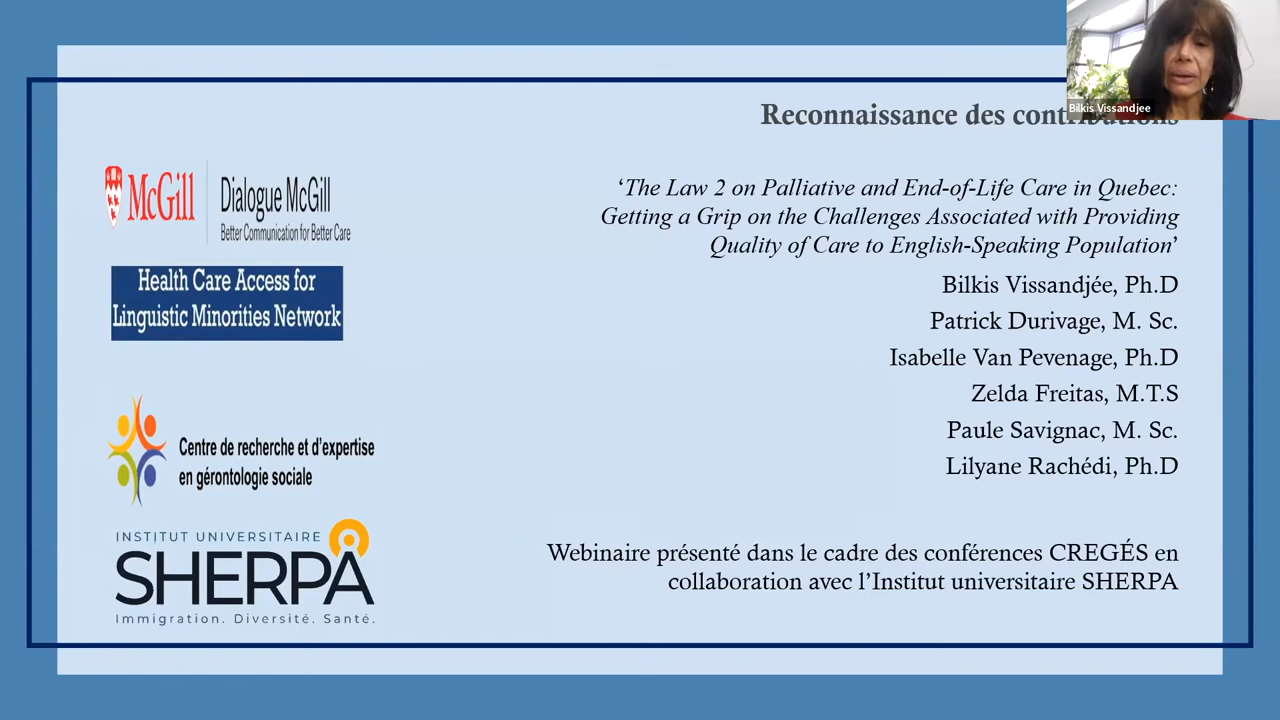 Bilkis Vissandjee
Reconnaissance des contributions
McGill
Dialogue McGill
Better Communication for Better Care
Health Care Access for
Linguistic Minorities Network
Centre de recherche et d'expertise
en gérontologie sociale
INSTITUT UNIVERSITAIRE
SHERPA
Immigration. Diversité. Santé.
‘The Law 2 on Palliative and End-of-Life Care in Quebec:
Getting a Grip on the Challenges Associated with Providing
Quality of Care to English-Speaking Population’
Bilkis Vissandjée, Ph.D
Patrick Durivage, M. Sc.
Isabelle Van Pevenage, Ph.D
Zelda Freitas, M.T.S
Paule Savignac, M. Sc.
Lilyane Rachédi, Ph.D
Webinaire présenté dans le cadre des conférences CREGÉS en
collaboration avec l’Institut universitaire SHERPA